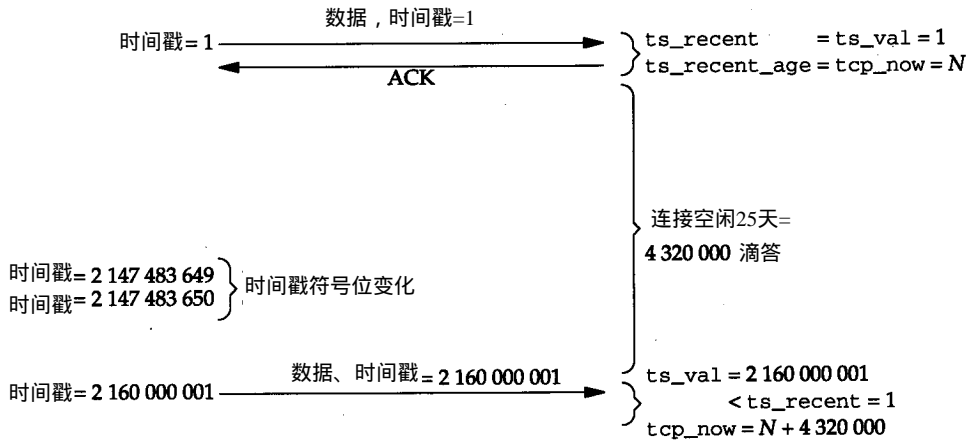 数据，时间戳=1
时间戳= 1
ts_recent = ts_val = 1
ts_recent_age = tcp_now = N
ACK
连接空闲25天=
4 320 000 滴答
时间戳= 2 147 483 649
时间戳= 2 147 483 650
时间戳符号位变化
数据、时间戳= 2 160 000 001
时间戳= 2 160 000 001
ts_val = 2 160 000 001
< ts_recent = 1
tcp_now = N + 4 320 000